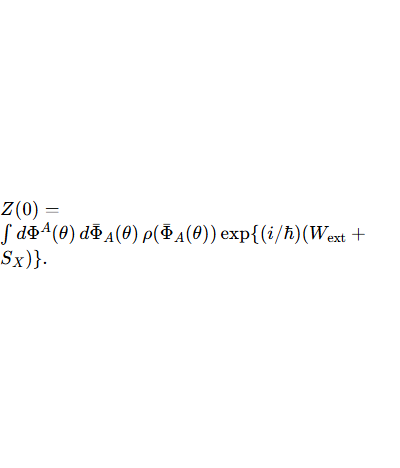 Z(0) =
∫ dΦ^A(θ) dΦ̄_A(θ) ρ(Φ̄_A(θ)) exp{(i/ħ)(W_ext +
S_X)}.